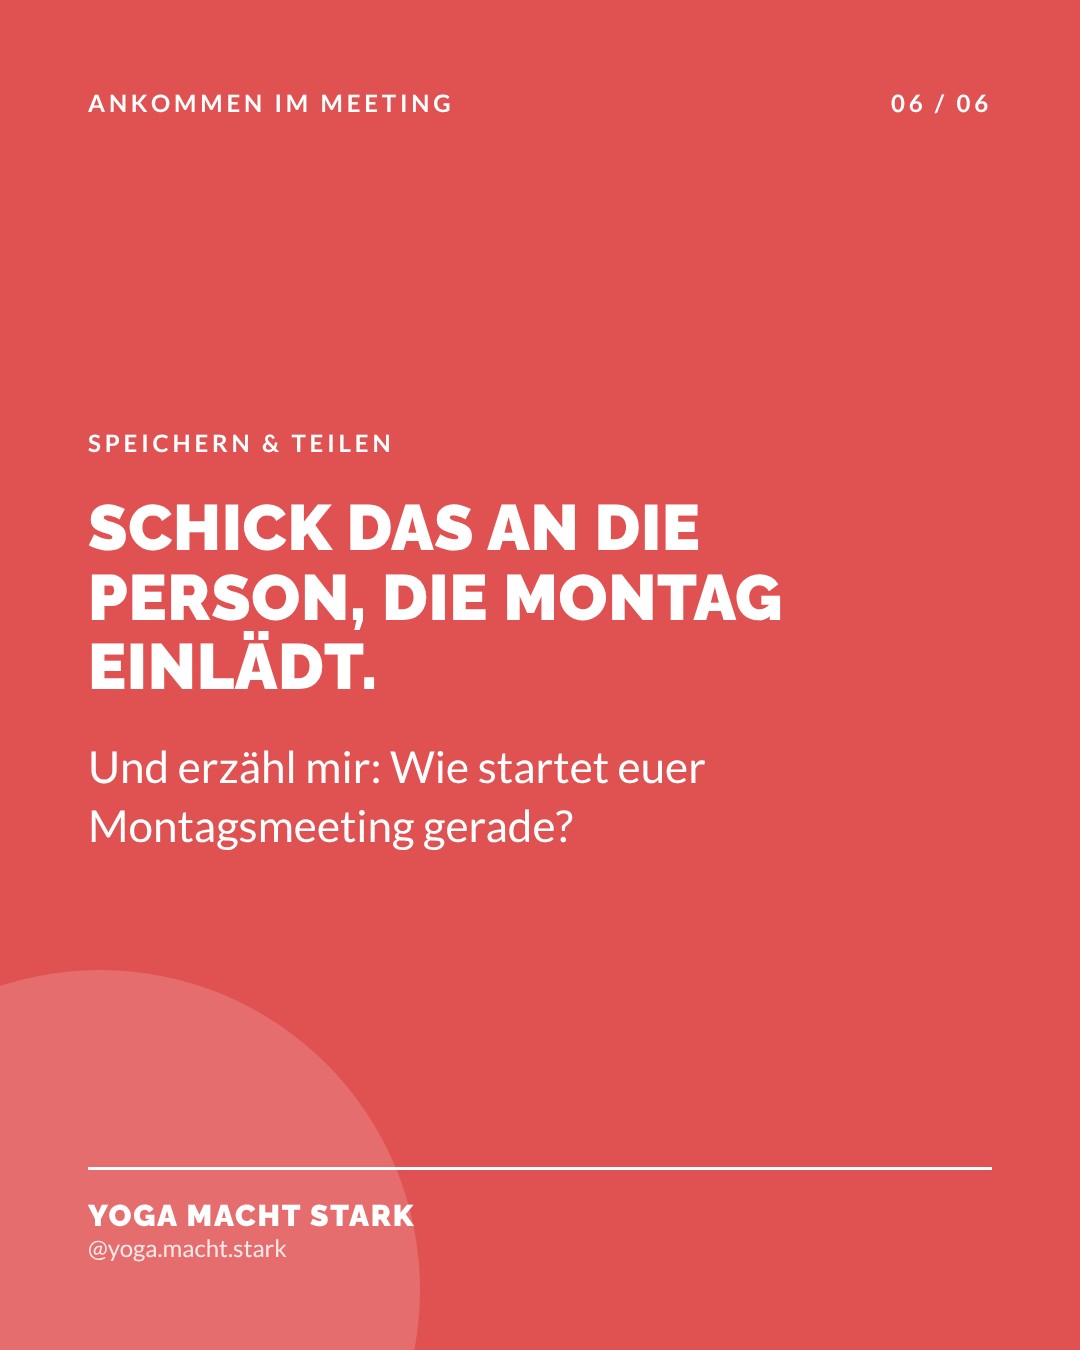 ANKOMMEN IM MEETING
06 / 06
SPEICHERN & TEILEN
SCHICK DAS AN DIE
PERSON, DIE MONTAG
EINLÄDT.
Und erzähl mir: Wie startet euer
Montagsmeeting gerade?
YOGA MACHT STARK
@yoga.macht.stark